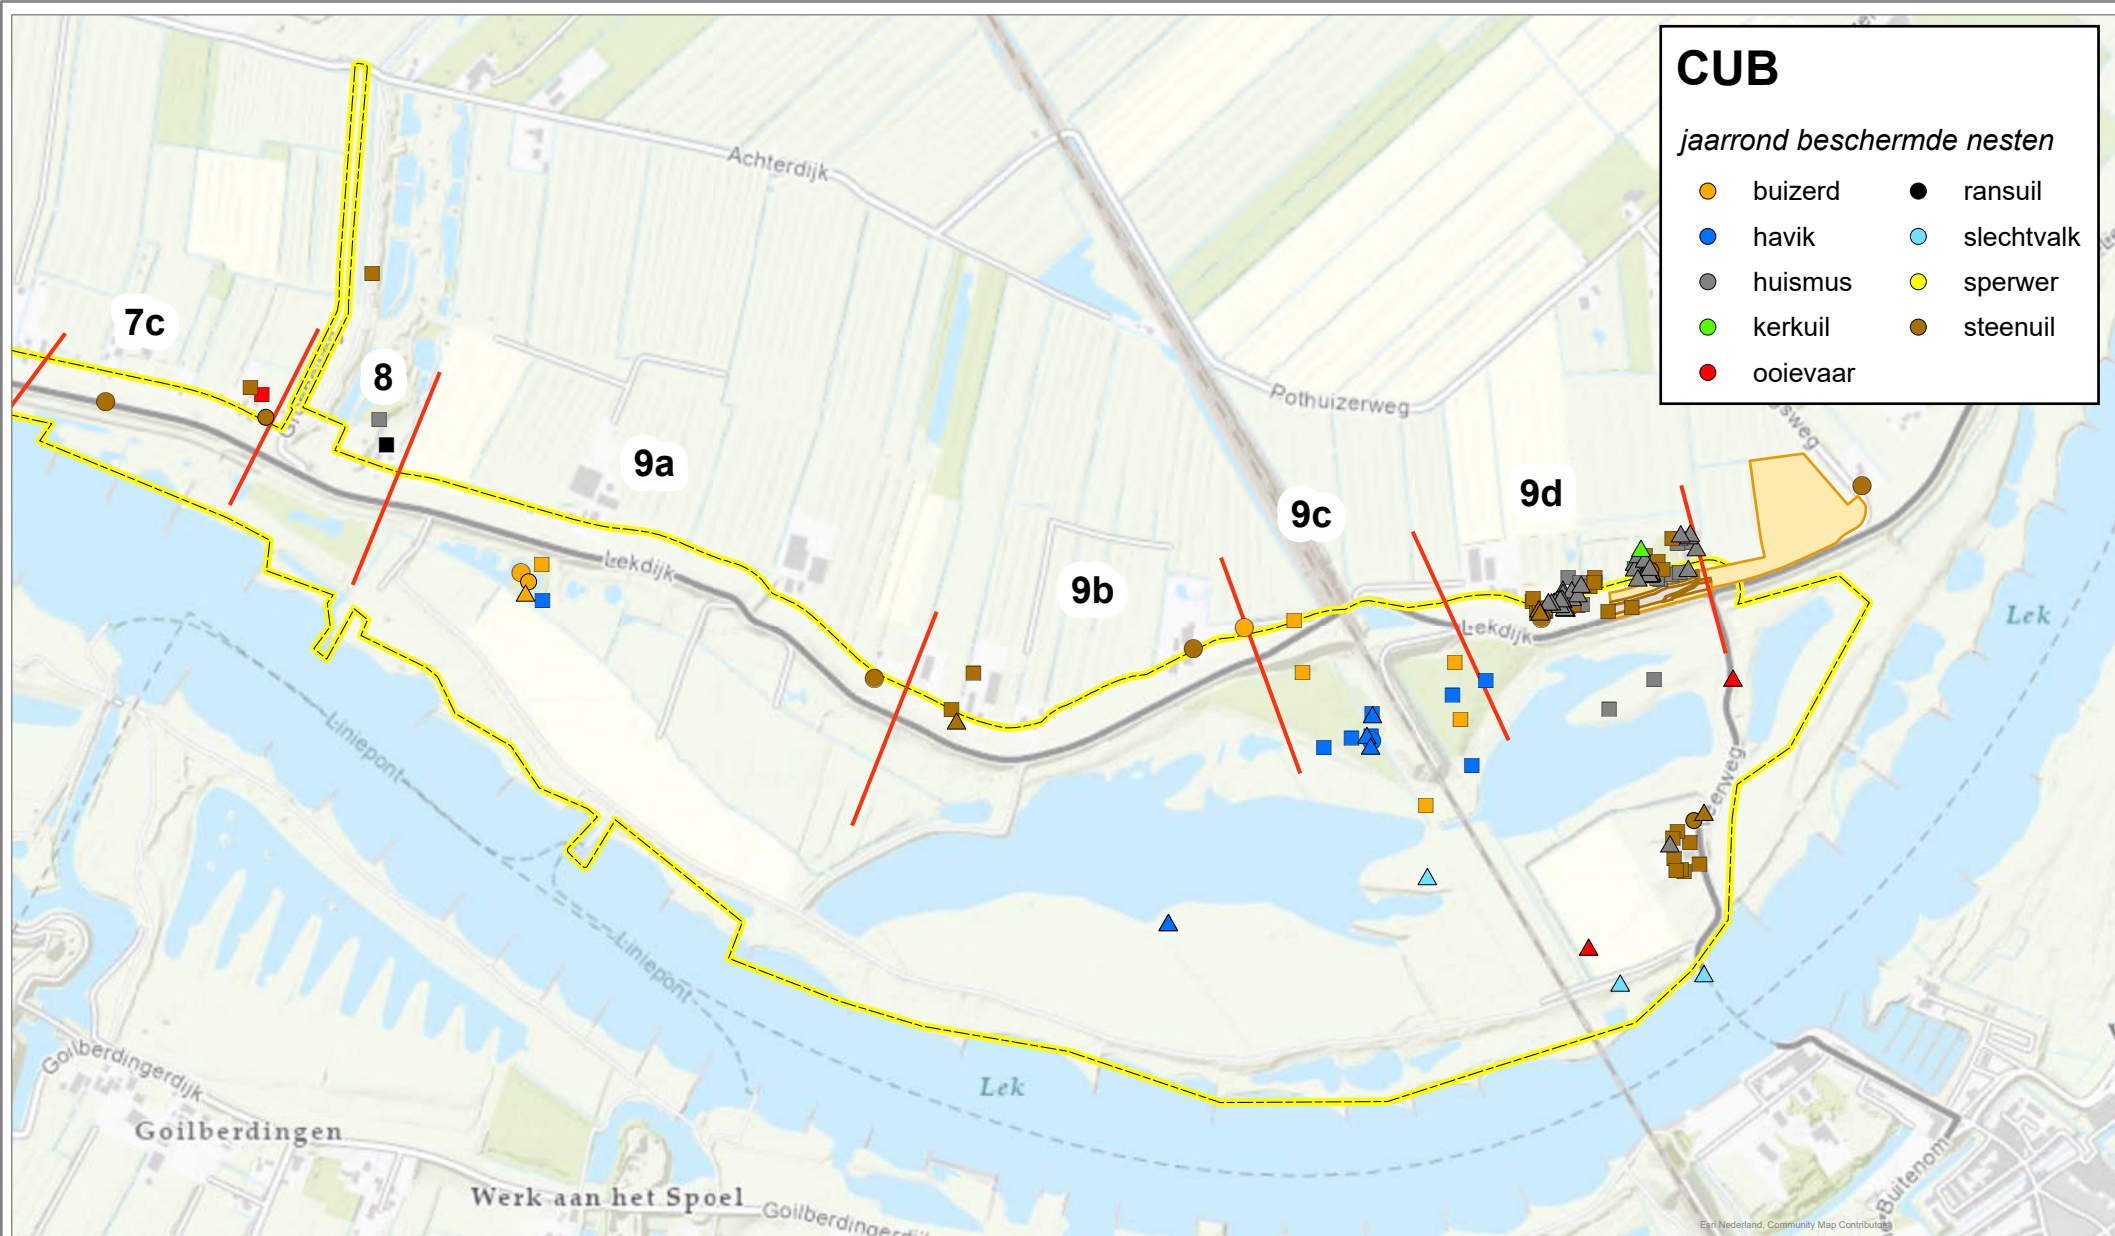 CUB
jaarrond beschermde nesten
buizerd
ransuil
havik
slechtvalk
huismus
sperwer
kerkuil
steenuil
ooievaar
Achterdijk
7c
8
Pothuizerweg
9a
9d
9c
Lekdijk
9b
Lekdijk
Lek
Liniepont
Liniepont
Goilberdingerdijk
Lek
Goilberdingen
Werk aan het Spoel
Esri Nederland, Community Map Contributors